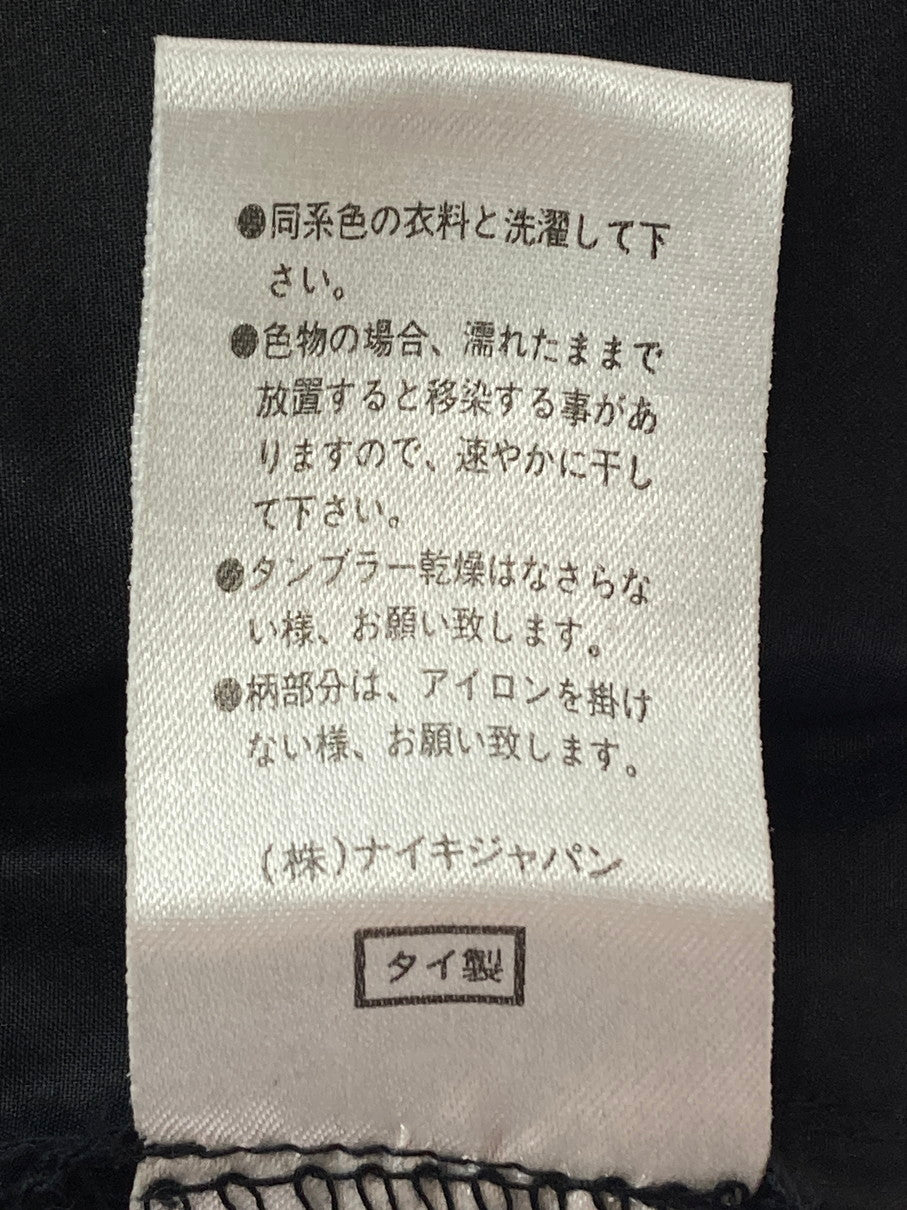 ●同系色の衣料と洗濯して下
さい。
●色物の場合、濡れたままで
放置すると移染する事があ
りますので、速やかに干し
て下さい。
●タンブラー乾燥はなさらな
い様、お願い致します。
●柄部分は、アイロンを掛け
ない様、お願い致します。
(株)ナイキジャパン
タイ製